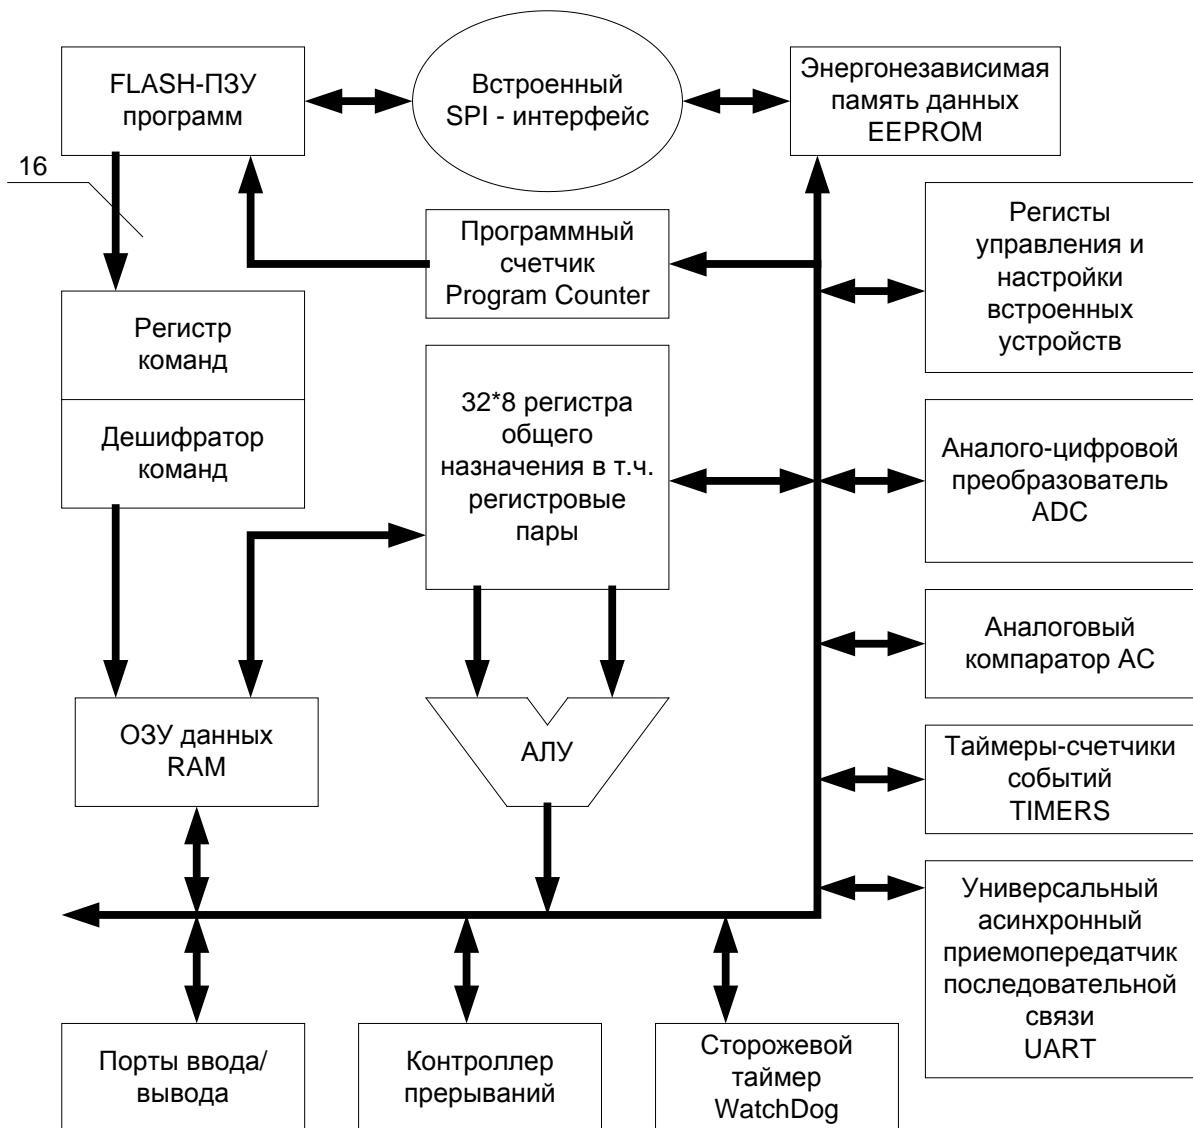 FLASH-ПЗУ
программ
Встроенный
SPI - интерфейс
Энергонезависимая
память данных
EEPROM
16
Программный
счетчик
Program Counter
Регисты
управления и
настройки
встроенных
устройств
Регистр
команд
Дешифратор
команд
32*8 регистра
общего
назначения в т.ч.
регистровые
пары
Аналого-цифровой
преобразователь
ADC
Аналоговый
компаратор AC
ОЗУ данных
RAM
АЛУ
Таймеры-счетчики
событий
TIMERS
Универсальный
асинхронный
приемопередатчик
последовательной
связи
UART
Порты ввода/
вывода
Контроллер
прерываний
Сторожевой
таймер
WatchDog